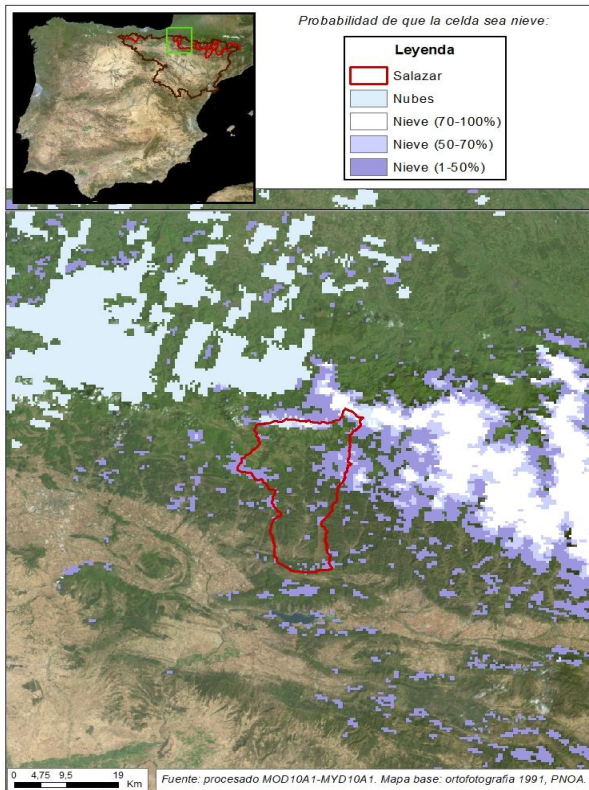 Probabilidad de que la celda sea nieve:
Leyenda
Salazar
Nubes
Nieve (70-100%)
Nieve (50-70%)
Nieve (1-50%)
0 4,75 9,5 19
Km
Fuente: procesado MOD10A1-MYD10A1. Mapa base: ortofotografia 1991, PNOA.